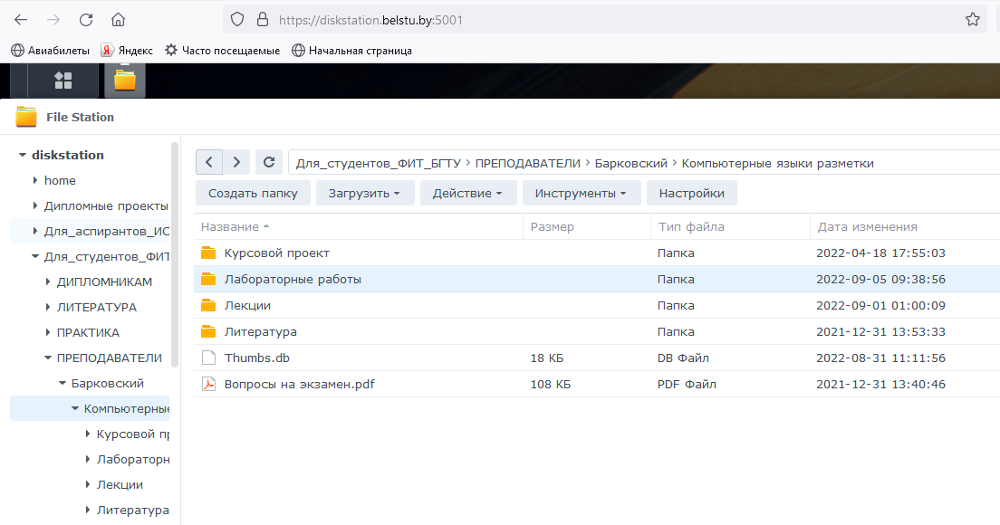 https://diskstation.belstu.by:5001
Авиабилеты Яндекс Часто посещаемые Начальная страница
File Station
diskstation
home
Дипломные проекты
Для_аспирантов_ИС
Для_студентов_ФИТ
ДИПЛОМНИКАМ
ЛИТЕРАТУРА
ПРАКТИКА
ПРЕПОДАВАТЕЛИ
Барковский
Компьютерные
Курсовой пр
Лабораторн
Лекции
Литература
Для_студентов_ФИТ_БГТУ › ПРЕПОДАВАТЕЛИ › Барковский › Компьютерные языки разметки
Создать папку Загрузить Действие Инструменты Настройки
Название Размер Тип файла Дата изменения
Курсовой проект Папка 2022-04-18 17:55:03
Лабораторные работы Папка 2022-09-05 09:38:56
Лекции Папка 2022-09-01 01:00:09
Литература Папка 2021-12-31 13:53:33
Thumbs.db 18 КБ DB Файл 2022-08-31 11:11:56
Вопросы на экзамен.pdf 108 КБ PDF Файл 2021-12-31 13:40:46